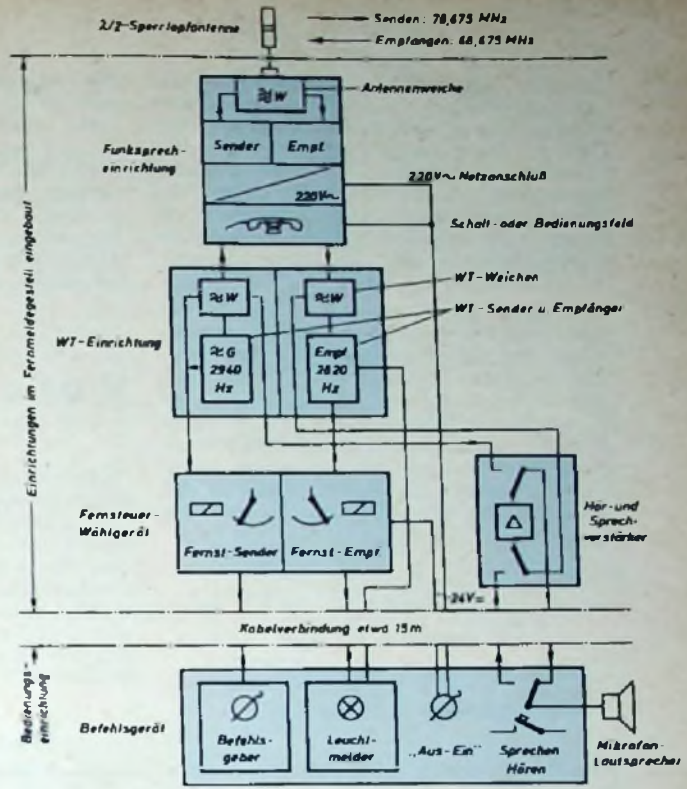 λ/2-Sperrtopfantenne
Senden: 78,675 MHz
Empfangen: 68,675 MHz
Antennenweiche
≋W
Funksprech-
einrichtung
Sender
Empf
220V~
220V~ Netzanschluß
Schalt- oder Bedienungsfeld
Einrichtungen im Fernmeldegestell eingebaut
WT-Einrichtung
≋W
≋W
WT-Weichen
WT-Sender u Empfänger
≋G
2940
Hz
Empf
2820
Hz
Fernsteuer-
Wählgerät
Fernst-Sender
Fernst-Empf.
Hör- und
Sprech-
verstärker
24V=
Kabelverbindung etwa 15m
Bedienungs-
einrichtung
Befehlsgerät
Befehls-
geber
Leucht-
melder
„Aus-Ein"
Sprechen
Hören
Mikrofon-
Lautsprecher